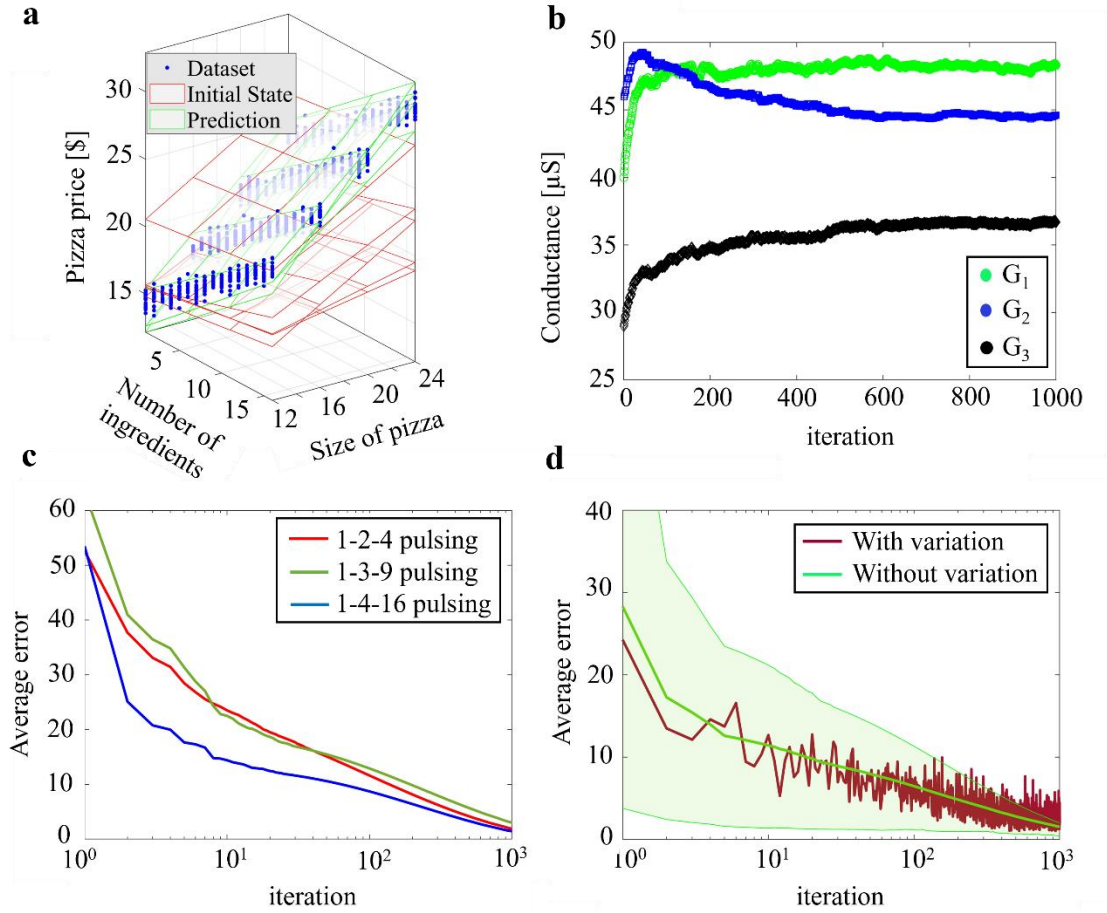 a
Pizza price [$]
30
25
20
15
Dataset
Initial State
Prediction
5
10
15
Number of
ingredients
12
16
20
24
Size of pizza
b
Conductance [µS]
50
45
40
35
30
25
G1
G2
G3
0 200 400 600 800 1000
iteration
c
Average error
60
50
40
30
20
10
0
1-2-4 pulsing
1-3-9 pulsing
1-4-16 pulsing
10^0 10^1 10^2 10^3
iteration
d
Average error
40
30
20
10
0
With variation
Without variation
10^0 10^1 10^2 10^3
iteration